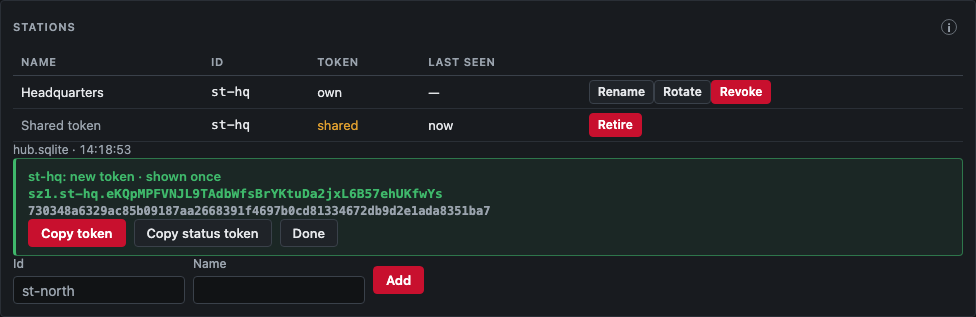 STATIONS
NAME ID TOKEN LAST SEEN
Headquarters st-hq own — Rename Rotate Revoke
Shared token st-hq shared now Retire
hub.sqlite · 14:18:53
st-hq: new token · shown once
sz1.st-hq.eKQpMPFVNJL9TAdbWfsBrYKtuDa2jxL6B57ehUKfwYs
730348a6329ac85b09187aa2668391f4697b0cd81334672db9d2e1ada8351ba7
Copy token Copy status token Done
Id Name
st-north Add